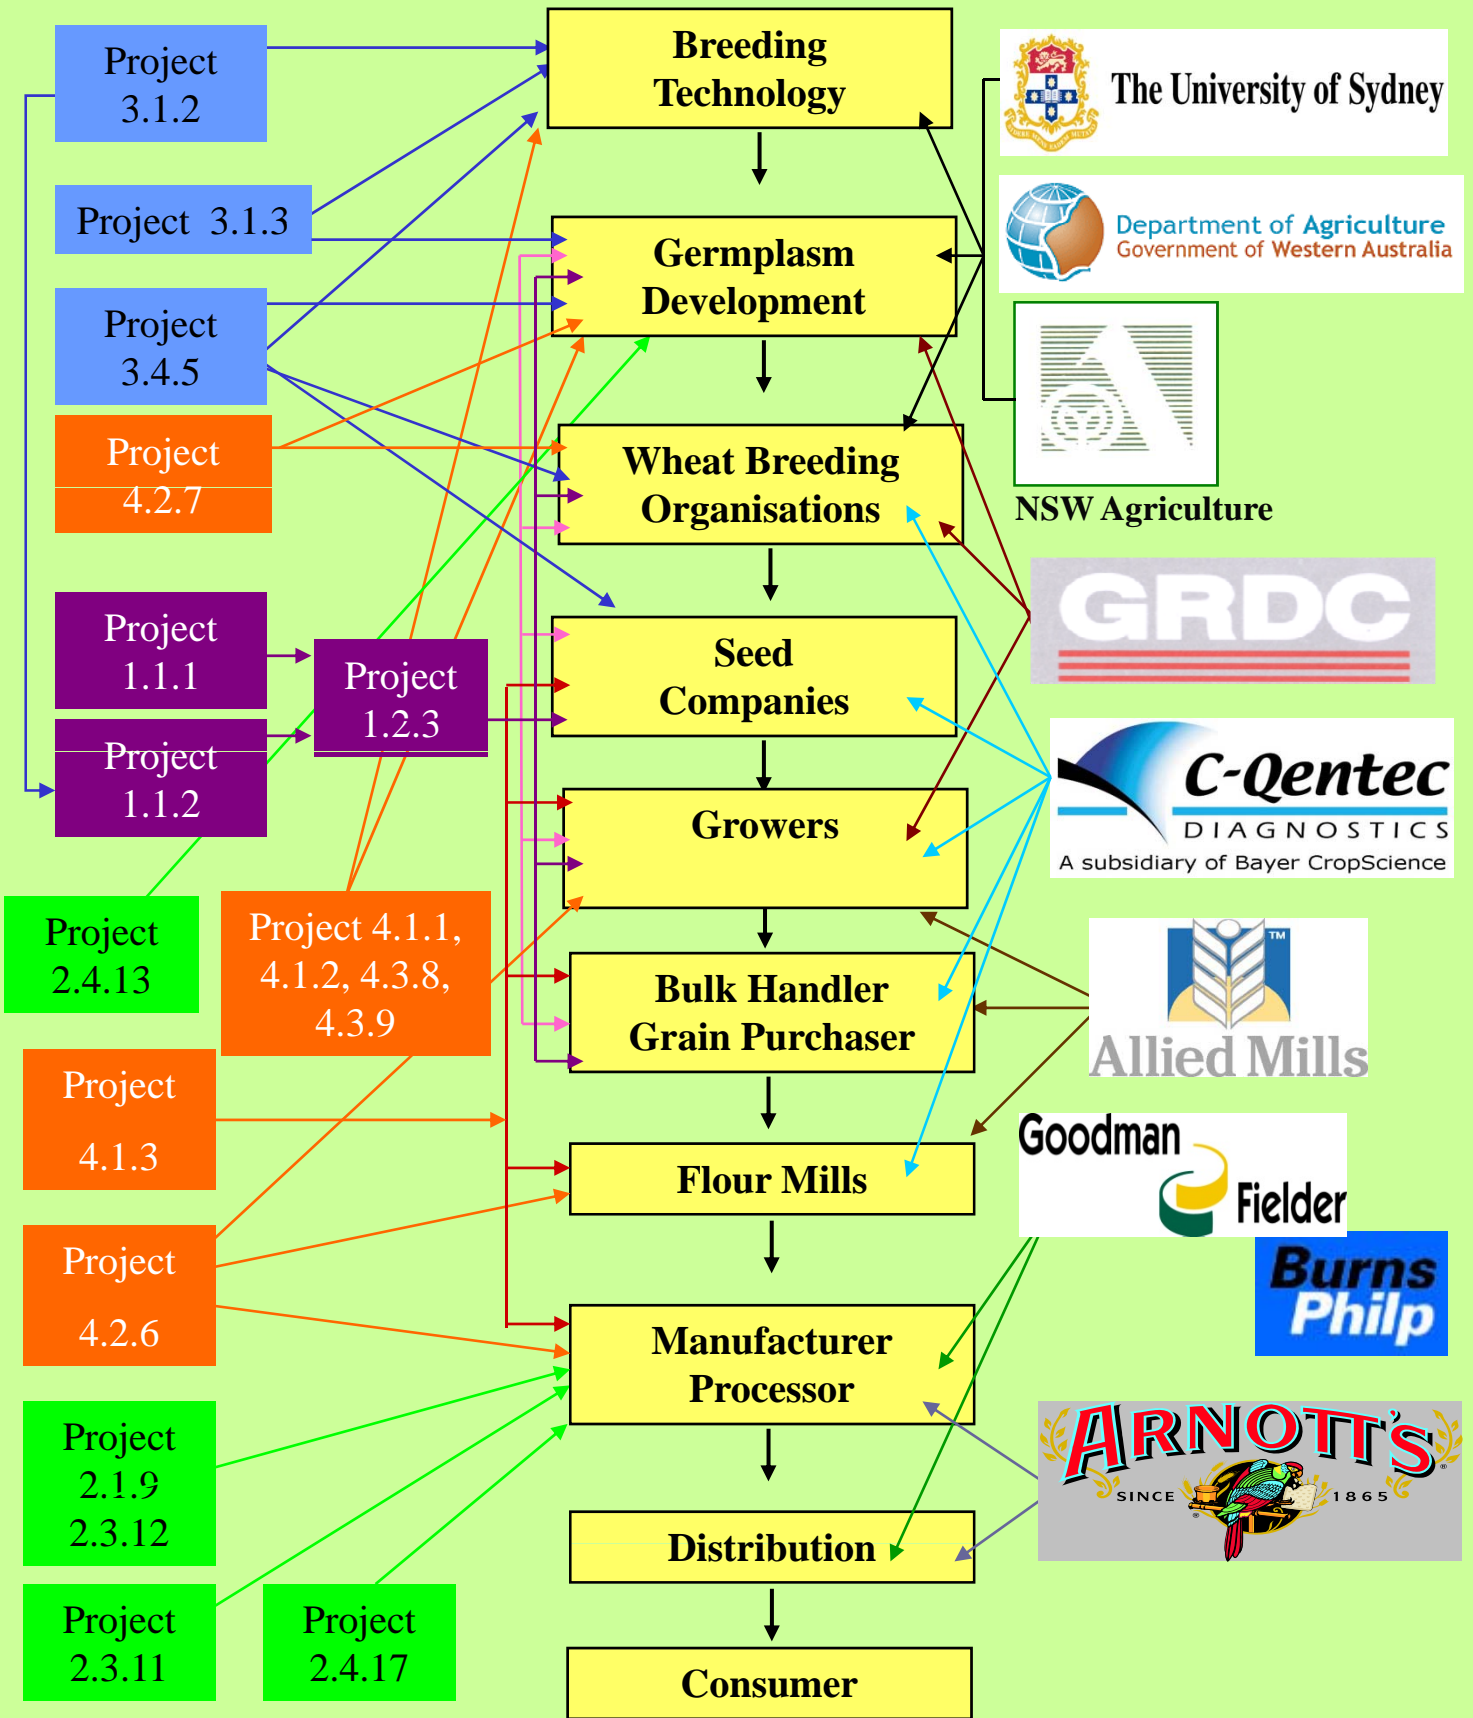 Project
3.1.2
Project 3.1.3
Project
3.4.5
Project
4.2.7
Project
1.1.1
Project
1.1.2
Project
1.2.3
Project
2.4.13
Project 4.1.1,
4.1.2, 4.3.8,
4.3.9
Project
4.1.3
Project
4.2.6
Project
2.1.9
2.3.12
Project
2.3.11
Project
2.4.17
Breeding
Technology
Germplasm
Development
Wheat Breeding
Organisations
Seed
Companies
Growers
Bulk Handler
Grain Purchaser
Flour Mills
Manufacturer
Processor
Distribution
Consumer
The University of Sydney
Department of Agriculture
Government of Western Australia
NSW Agriculture
GRDC
C-Qentec
DIAGNOSTICS
A subsidiary of Bayer CropScience
TM
Allied Mills
Goodman
Fielder
Burns
Philp
ARNOTT'S
SINCE 1865